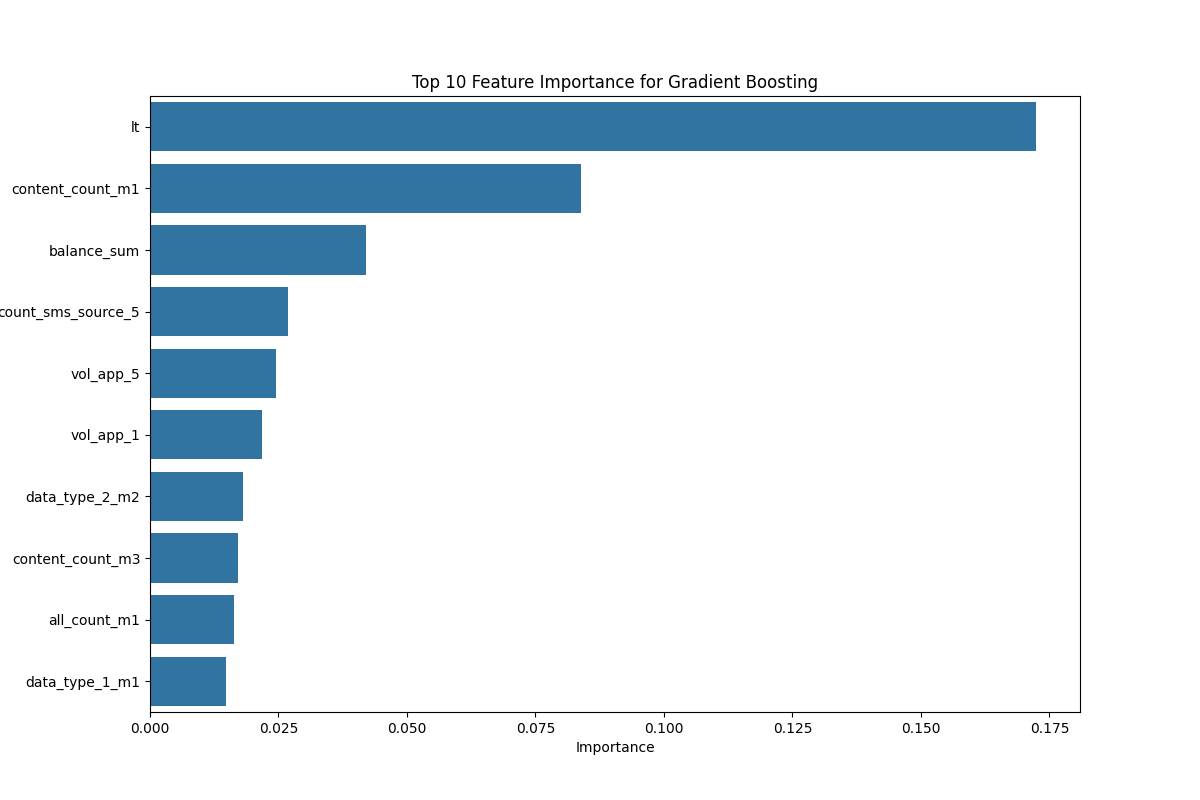 Top 10 Feature Importance for Gradient Boosting
lt
content_count_m1
balance_sum
count_sms_source_5
vol_app_5
vol_app_1
data_type_2_m2
content_count_m3
all_count_m1
data_type_1_m1
0.000 0.025 0.050 0.075 0.100 0.125 0.150 0.175
Importance